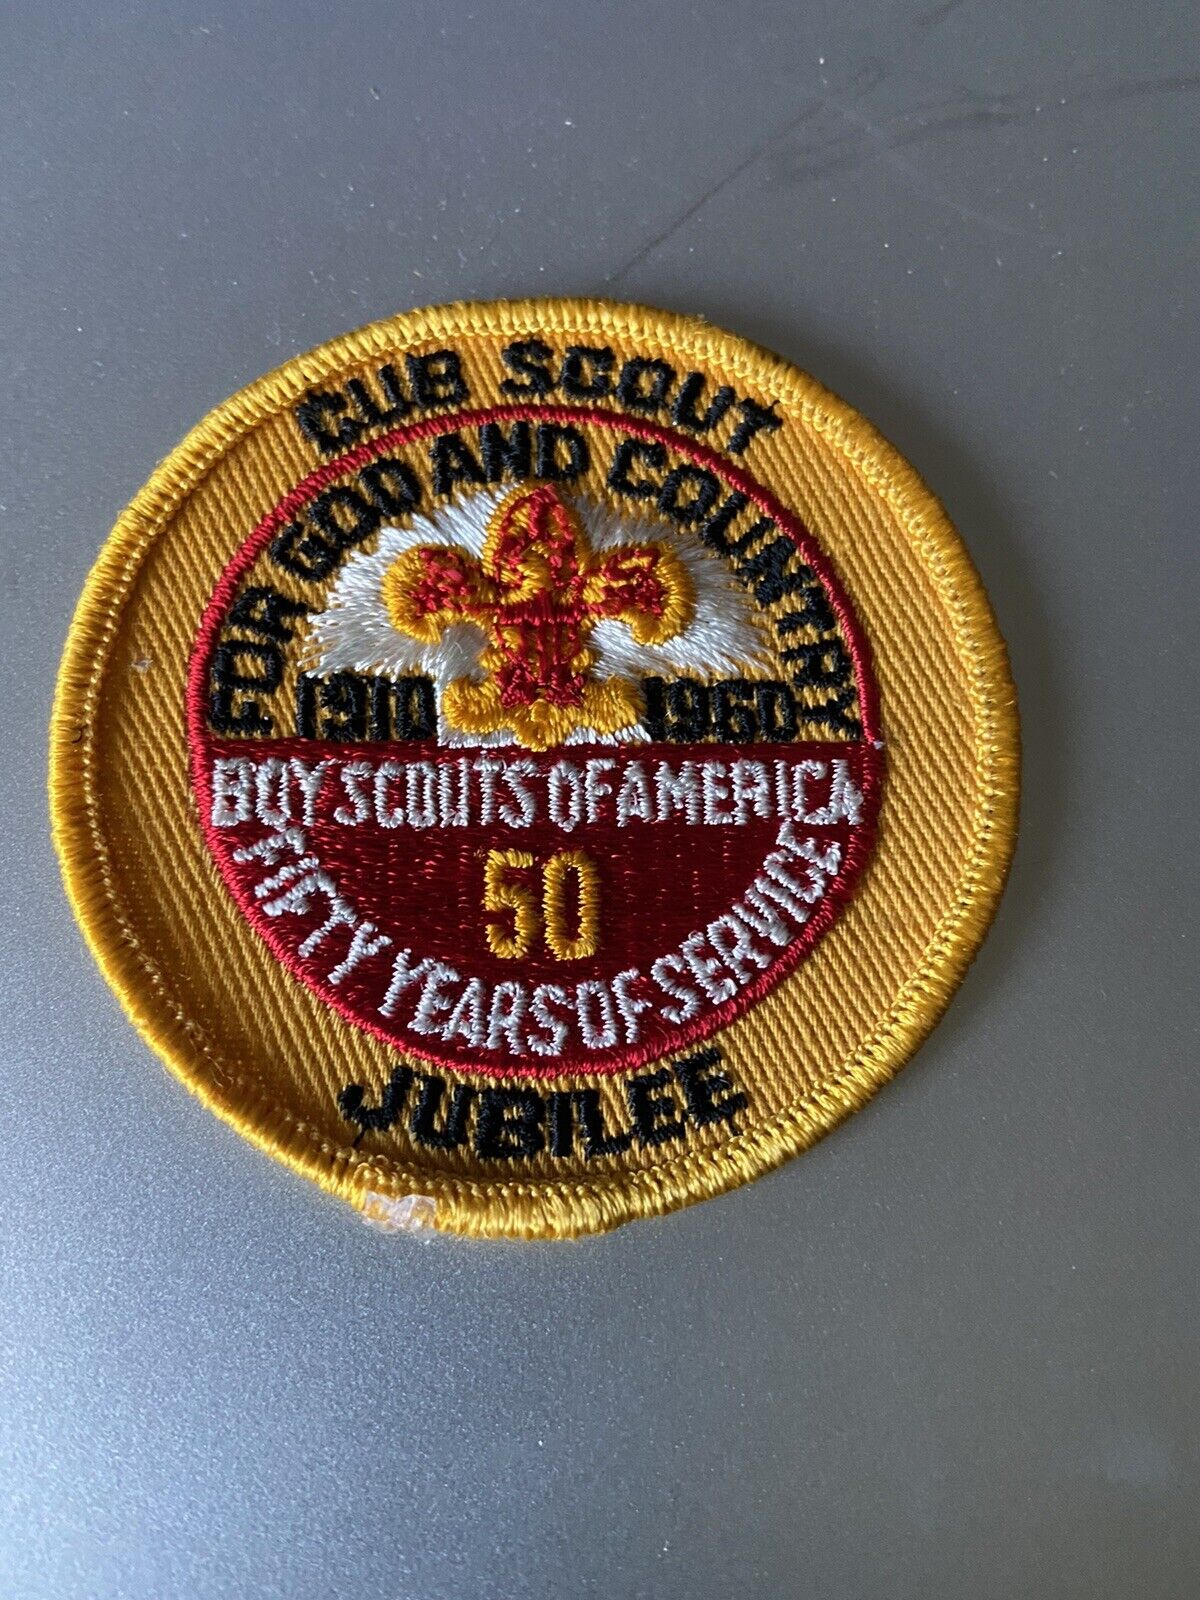 CUB SCOUT
FOR GOD AND COUNTRY
1910 1960
BOY SCOUTS OF AMERICA
50
FIFTY YEARS OF SERVICE
JUBILEE